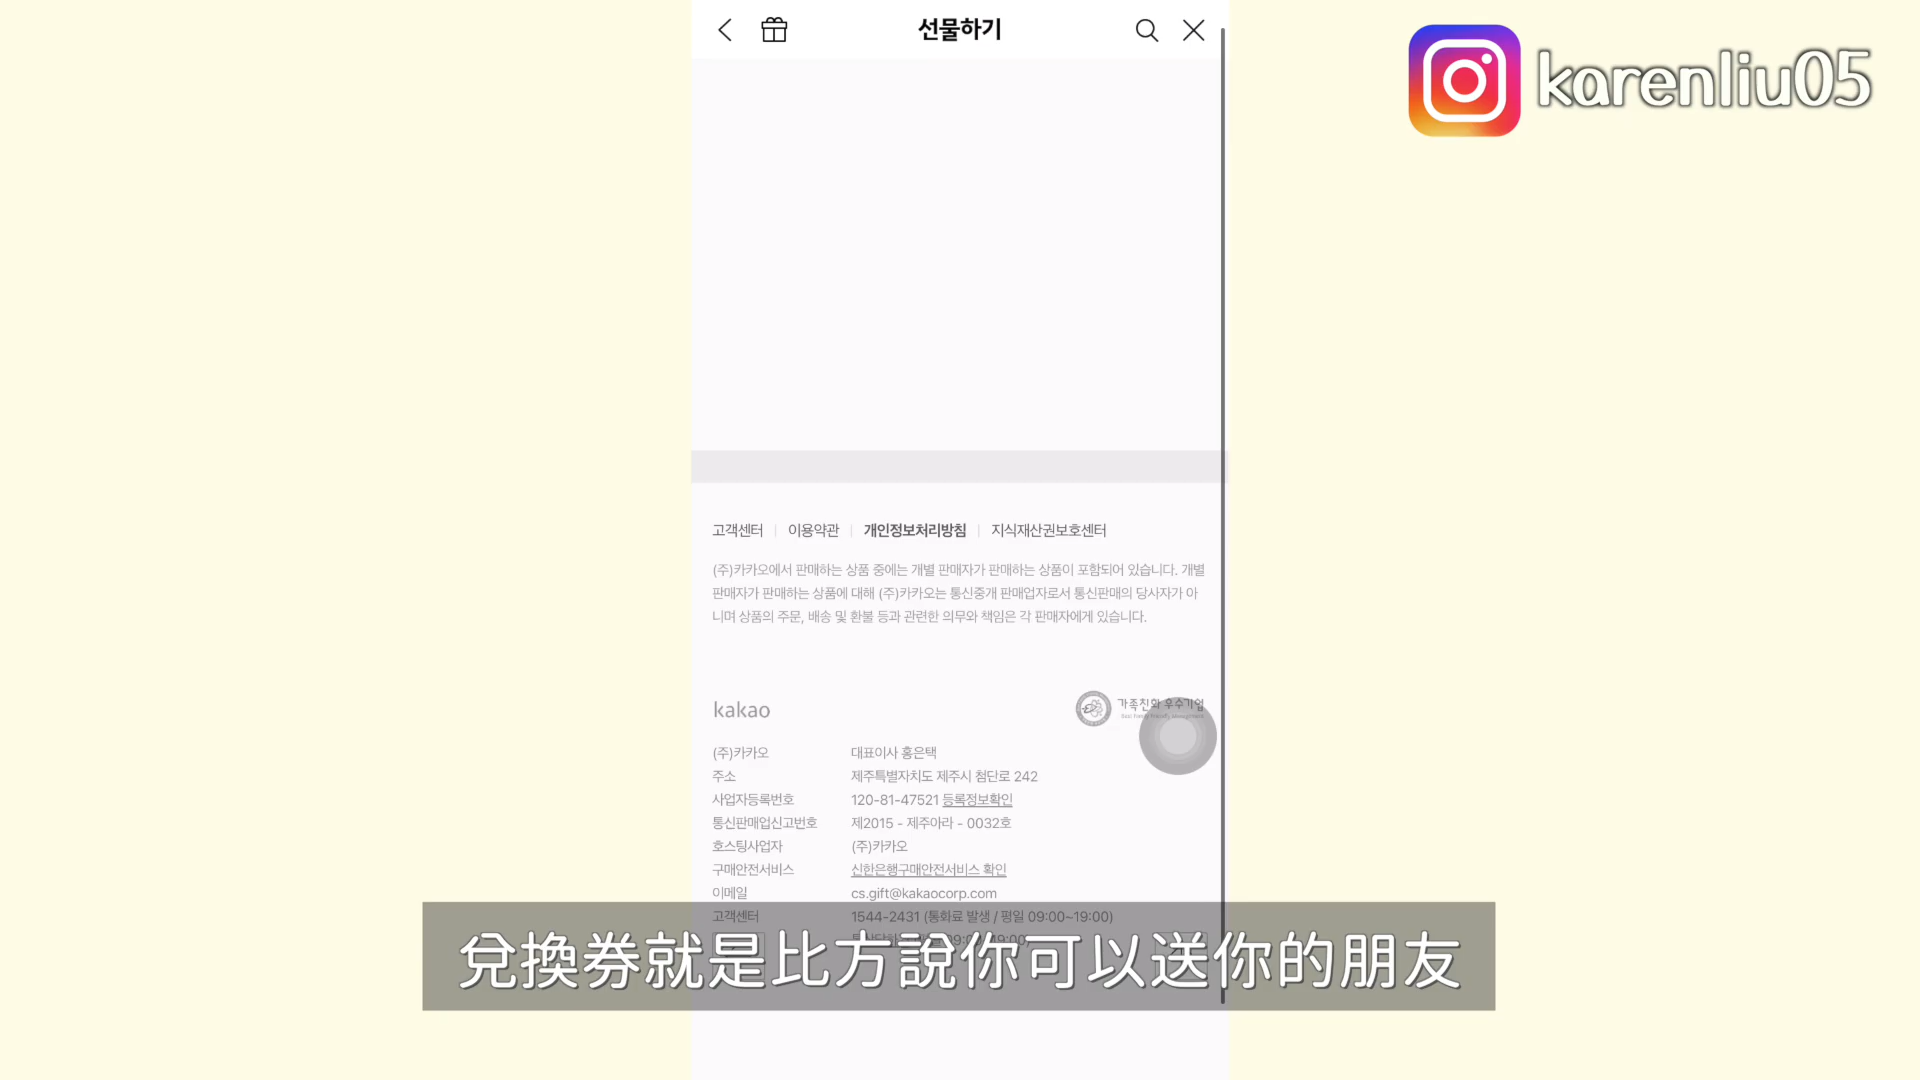 선물하기
karenliu05
고객센터 | 이용약관 | 개인정보처리방침 | 지식재산권보호센터
(주)카카오에서 판매하는 상품 중에는 개별 판매자가 판매하는 상품이 포함되어 있습니다. 개별
판매자가 판매하는 상품에 대해 (주)카카오는 통신중개 판매업자로서 통신판매의 당사자가 아
니며 상품의 주문, 배송 및 환불 등과 관련한 의무와 책임은 각 판매자에게 있습니다.
kakao
가족친화 우수기업
(주)카카오 대표이사 홍은택
주소 제주특별자치도 제주시 첨단로 242
사업자등록번호 120-81-47521 등록정보확인
통신판매업신고번호 제2015 - 제주아라 - 0032호
호스팅사업자 (주)카카오
구매안전서비스 신한은행구매안전서비스 확인
이메일 cs.gift@kakaocorp.com
고객센터 1544-2431 (통화료 발생 / 평일 09:00~19:00)
兌換券就是比方說你可以送你的朋友